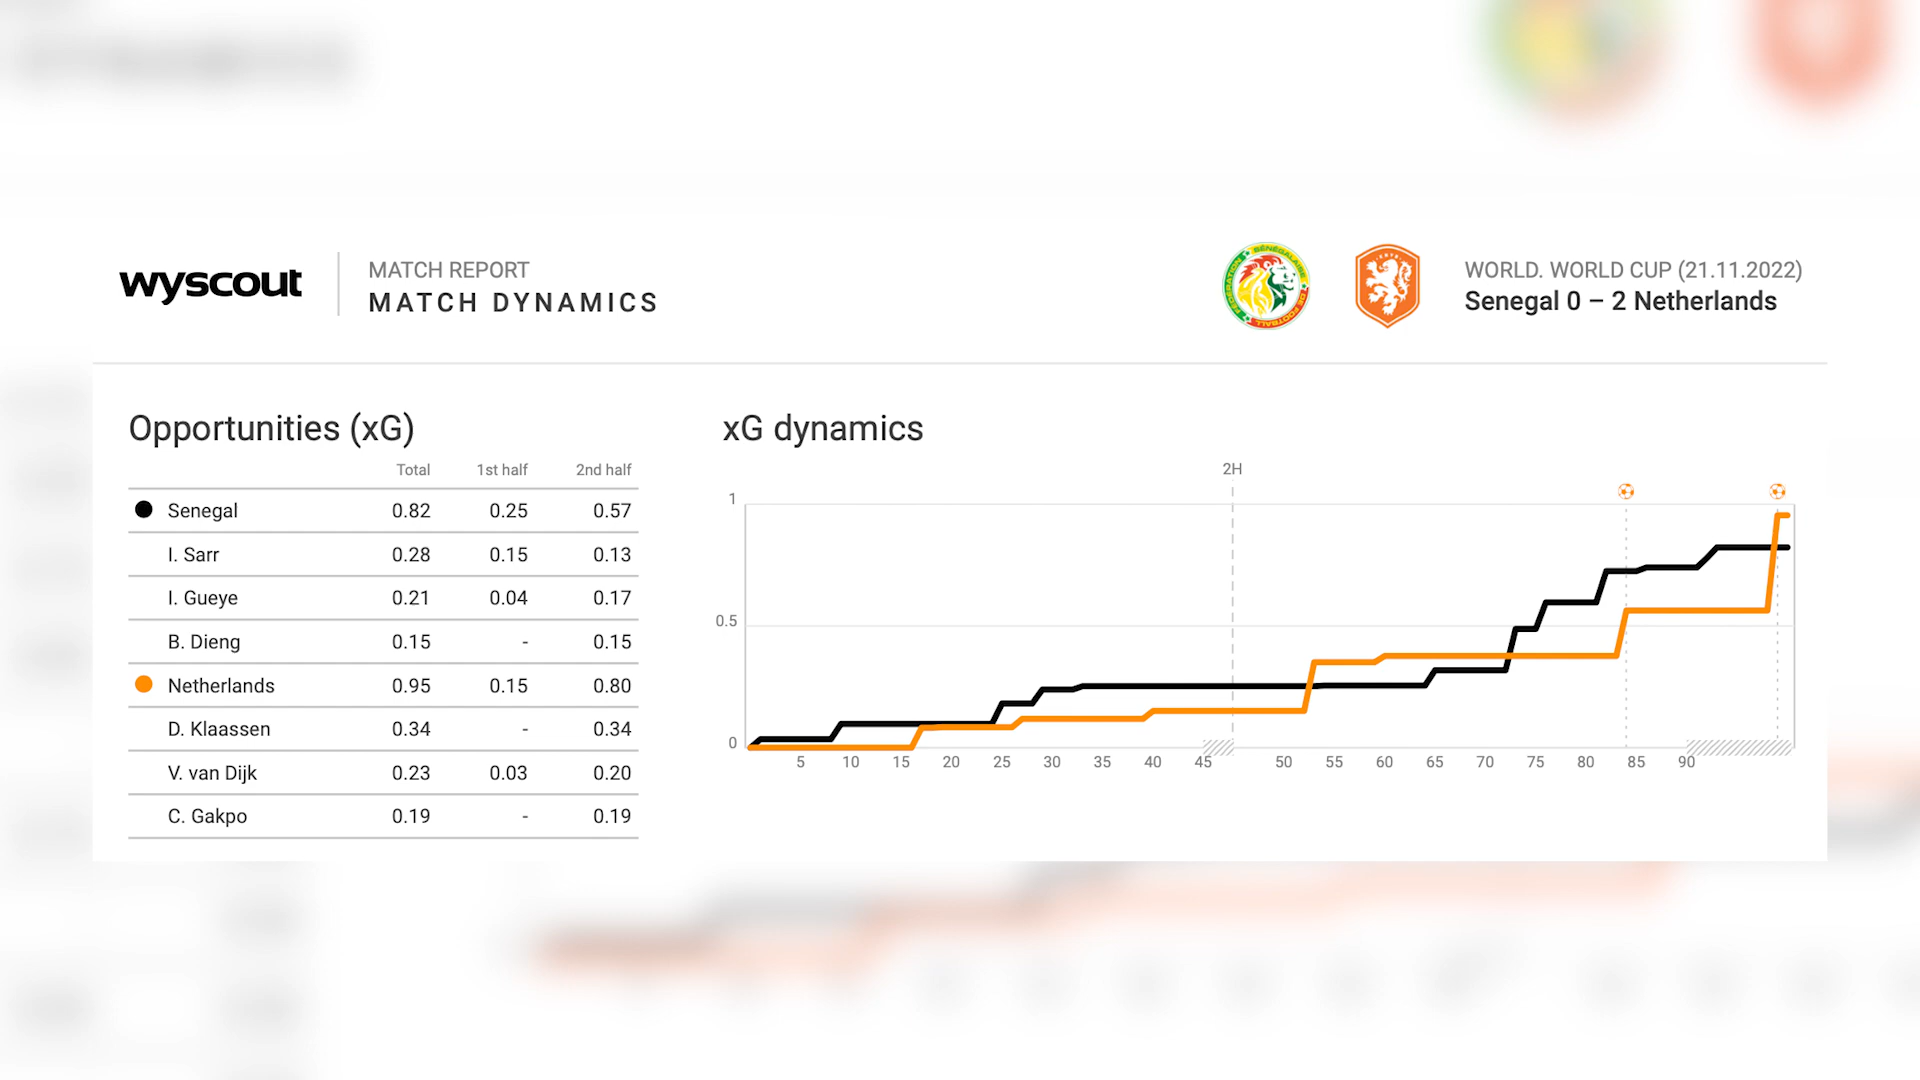 wyscout
MATCH REPORT
MATCH DYNAMICS
WORLD. WORLD CUP (21.11.2022)
Senegal 0 – 2 Netherlands
Opportunities (xG)
Total 1st half 2nd half
Senegal 0.82 0.25 0.57
I. Sarr 0.28 0.15 0.13
I. Gueye 0.21 0.04 0.17
B. Dieng 0.15 - 0.15
Netherlands 0.95 0.15 0.80
D. Klaassen 0.34 - 0.34
V. van Dijk 0.23 0.03 0.20
C. Gakpo 0.19 - 0.19
xG dynamics
2H
1
0.5
0
5 10 15 20 25 30 35 40 45 50 55 60 65 70 75 80 85 90